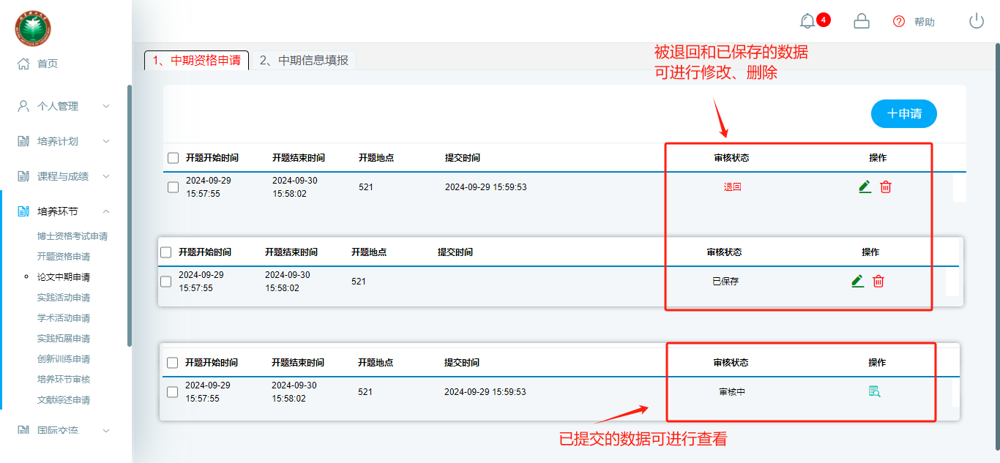 4
帮助
首页
个人管理
培养计划
课程与成绩
培养环节
博士资格考试申请
开题资格申请
论文中期申请
实践活动申请
学术活动申请
实践拓展申请
创新训练申请
培养环节审核
文献综述申请
国际交流
1、中期资格申请 2、中期信息填报
被退回和已保存的数据
可进行修改、删除
十申请
开题开始时间 开题结束时间 开题地点 提交时间 审核状态 操作
2024-09-29 15:57:55 2024-09-30 15:58:02 521 2024-09-29 15:59:53 退回
开题开始时间 开题结束时间 开题地点 提交时间 审核状态 操作
2024-09-29 15:57:55 2024-09-30 15:58:02 521 已保存
开题开始时间 开题结束时间 开题地点 提交时间 审核状态 操作
2024-09-29 15:57:55 2024-09-30 15:58:02 521 2024-09-29 15:59:53 审核中
已提交的数据可进行查看